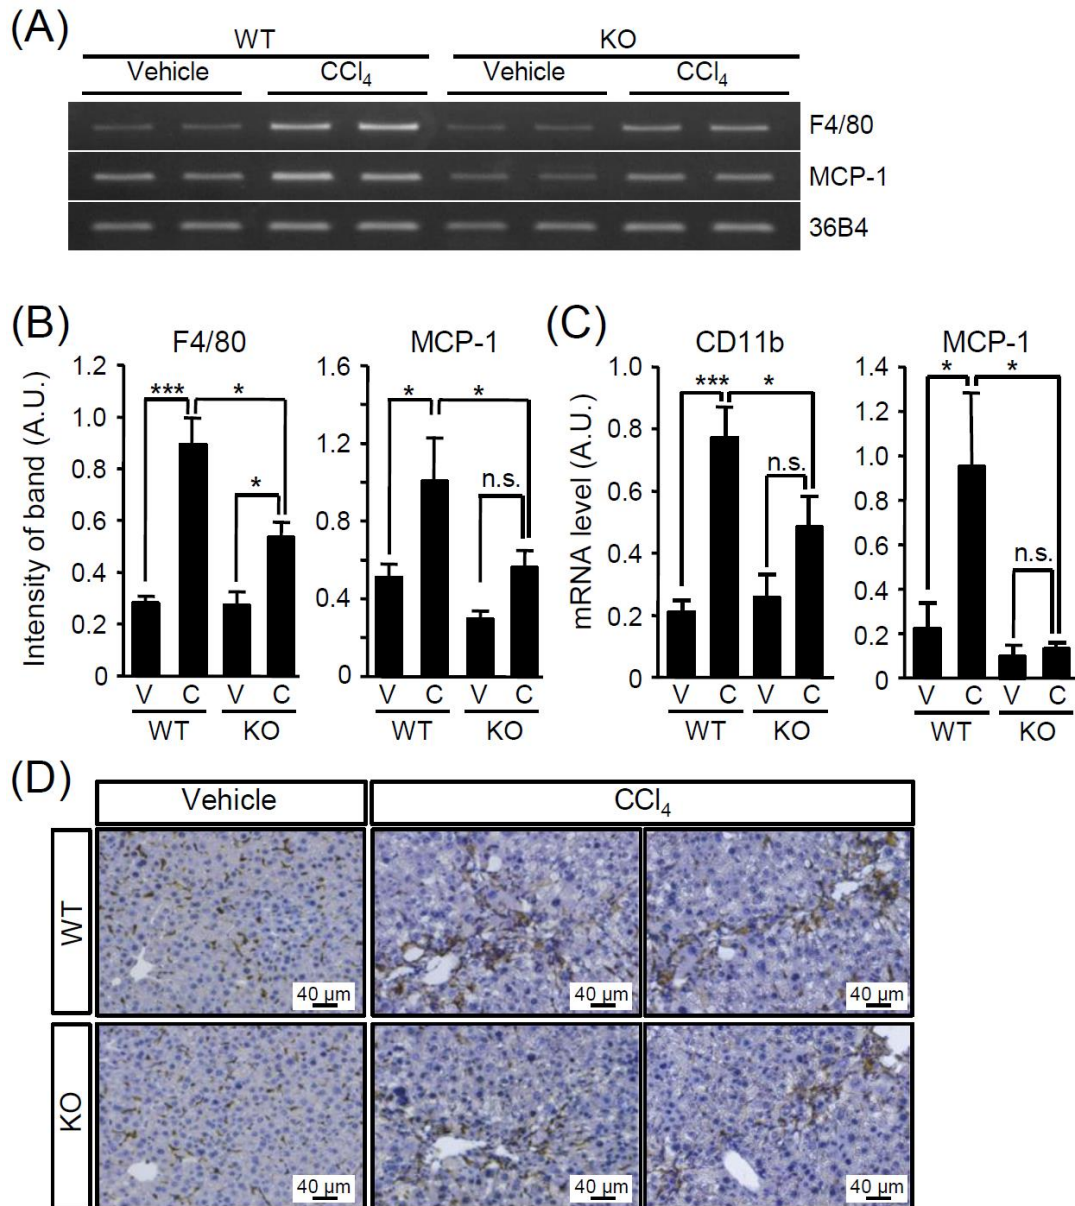 (A)
WT KO
Vehicle CCl₄ Vehicle CCl₄
F4/80
MCP-1
36B4
(B)
F4/80
Intensity of band (A.U.)
1.2
1.0
0.8
0.6
0.4
0.2
0
***
*
*
V C V C
WT KO
MCP-1
1.6
1.2
0.8
0.4
0
*
*
n.s.
V C V C
WT KO
(C)
CD11b
mRNA level (A.U.)
1.0
0.8
0.6
0.4
0.2
0
***
*
n.s.
V C V C
WT KO
MCP-1
1.4
1.2
1.0
0.8
0.6
0.4
0.2
0
*
*
n.s.
V C V C
WT KO
(D)
Vehicle CCl₄
WT
40 µm 40 µm 40 µm
KO
40 µm 40 µm 40 µm